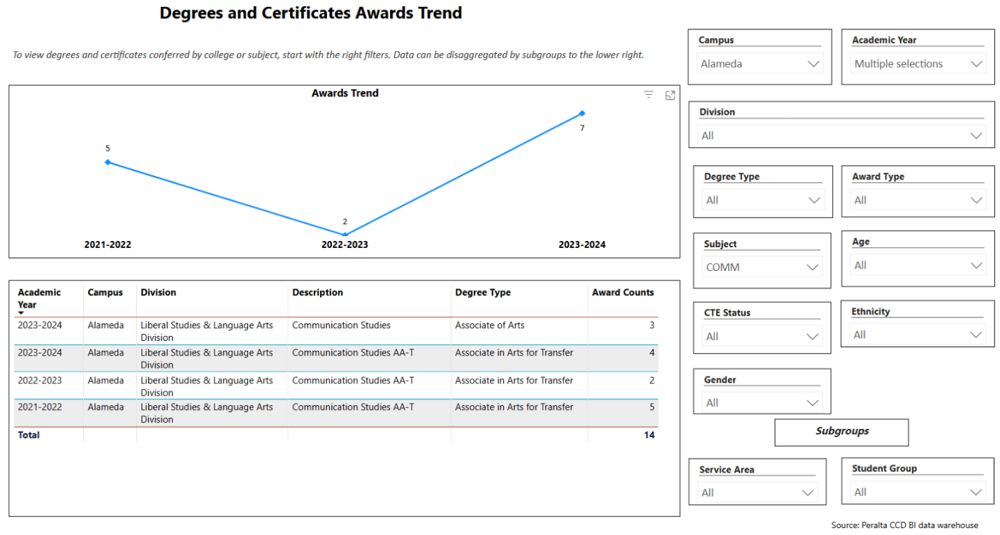 Degrees and Certificates Awards Trend
To view degrees and certificates conferred by college or subject, start with the right filters. Data can be disaggregated by subgroups to the lower right.
Awards Trend
5
2
7
2021-2022 2022-2023 2023-2024
Academic Year Campus Division Description Degree Type Award Counts
2023-2024 Alameda Liberal Studies & Language Arts Division Communication Studies Associate of Arts 3
2023-2024 Alameda Liberal Studies & Language Arts Division Communication Studies AA-T Associate in Arts for Transfer 4
2022-2023 Alameda Liberal Studies & Language Arts Division Communication Studies AA-T Associate in Arts for Transfer 2
2021-2022 Alameda Liberal Studies & Language Arts Division Communication Studies AA-T Associate in Arts for Transfer 5
Total 14
Campus
Alameda
Academic Year
Multiple selections
Division
All
Degree Type
All
Award Type
All
Subject
COMM
Age
All
CTE Status
All
Ethnicity
All
Gender
All
Subgroups
Service Area
All
Student Group
All
Source: Peralta CCD BI data warehouse